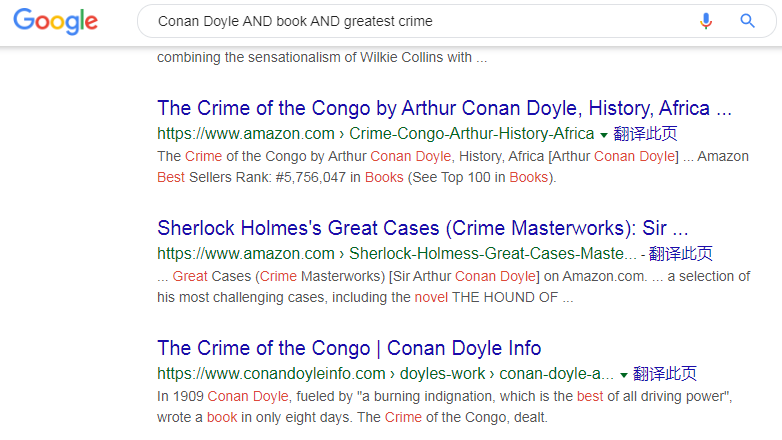 Google
Conan Doyle AND book AND greatest crime
combining the sensationalism of Wilkie Collins with ...
The Crime of the Congo by Arthur Conan Doyle, History, Africa ...
https://www.amazon.com › Crime-Congo-Arthur-History-Africa ▾ 翻译此页
The Crime of the Congo by Arthur Conan Doyle, History, Africa [Arthur Conan Doyle] ... Amazon
Best Sellers Rank: #5,756,047 in Books (See Top 100 in Books).
Sherlock Holmes's Great Cases (Crime Masterworks): Sir ...
https://www.amazon.com › Sherlock-Holmess-Great-Cases-Maste... - 翻译此页
... Great Cases (Crime Masterworks) [Sir Arthur Conan Doyle] on Amazon.com. ... a selection of
his most challenging cases, including the novel THE HOUND OF ...
The Crime of the Congo | Conan Doyle Info
https://www.conandoyleinfo.com › doyles-work › conan-doyle-a... ▾ 翻译此页
In 1909 Conan Doyle, fueled by "a burning indignation, which is the best of all driving power",
wrote a book in only eight days. The Crime of the Congo, dealt.